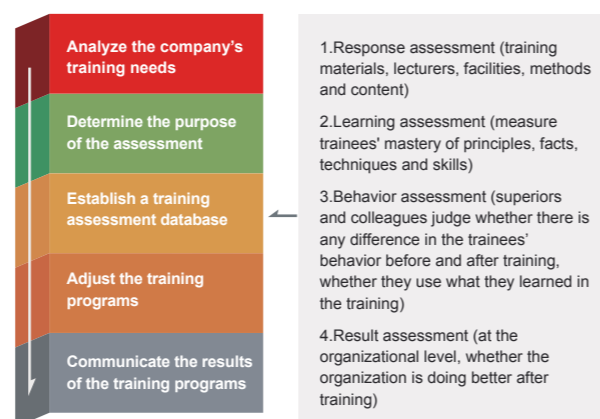 Analyze the company's
training needs
Determine the purpose
of the assessment
Establish a training
assessment database
Adjust the training
programs
Communicate the results
of the training programs
1.Response assessment (training
materials, lecturers, facilities, methods
and content)
2.Learning assessment (measure
trainees' mastery of principles, facts,
techniques and skills)
3.Behavior assessment (superiors
and colleagues judge whether there is
any difference in the trainees’
behavior before and after training,
whether they use what they learned in
the training)
4.Result assessment (at the
organizational level, whether the
organization is doing better after
training)